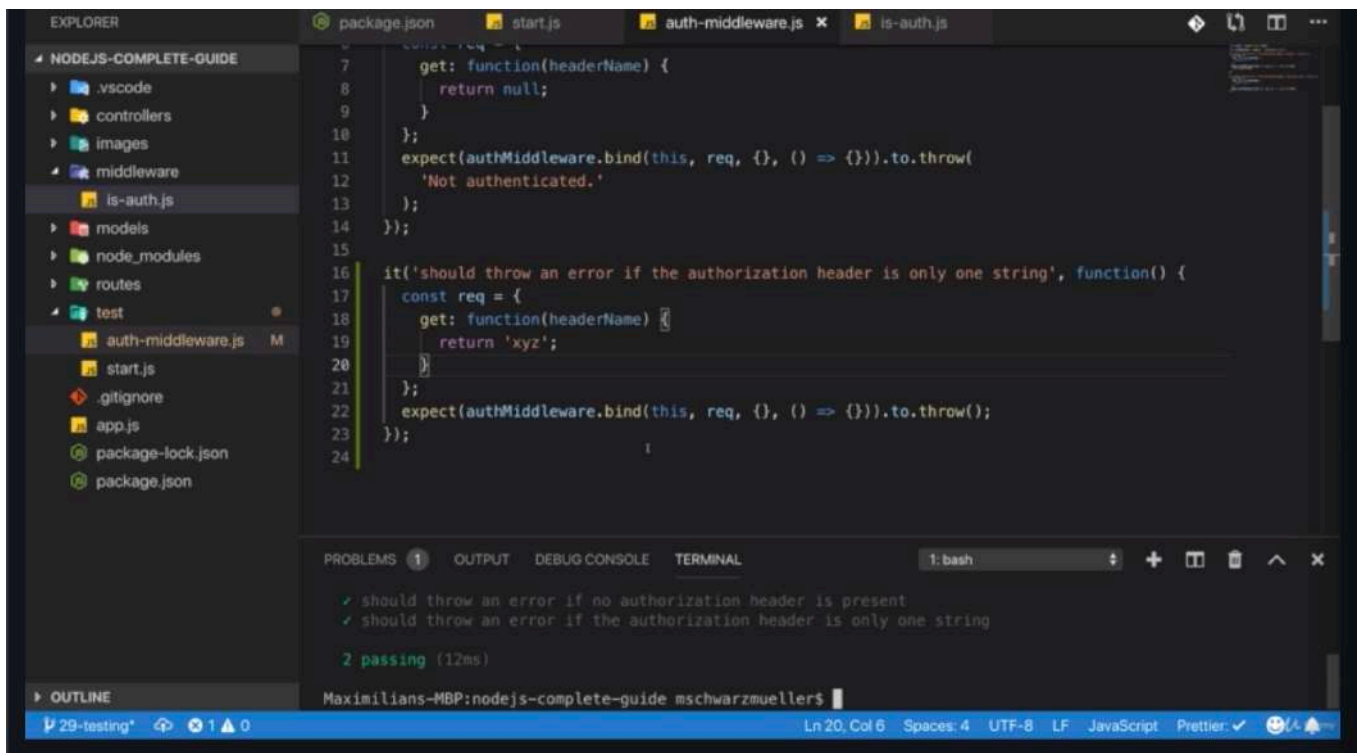 EXPLORER
package.json start.js auth-middleware.js is-auth.js
NODEJS-COMPLETE-GUIDE
.vscode
controllers
images
middleware
is-auth.js
models
node_modules
routes
test
auth-middleware.js M
start.js
.gitignore
app.js
package-lock.json
package.json
OUTLINE
6 const req = {
7 get: function(headerName) {
8 return null;
9 }
10 };
11 expect(authMiddleware.bind(this, req, {}, () => {})).to.throw(
12 'Not authenticated.'
13 );
14 });
15
16 it('should throw an error if the authorization header is only one string', function() {
17 const req = {
18 get: function(headerName) {
19 return 'xyz';
20 }
21 };
22 expect(authMiddleware.bind(this, req, {}, () => {})).to.throw();
23 });
24
PROBLEMS 1 OUTPUT DEBUG CONSOLE TERMINAL 1: bash
✓ should throw an error if no authorization header is present
✓ should throw an error if the authorization header is only one string
2 passing (12ms)
Maximilians-MBP:nodejs-complete-guide mschwarzmueller$
29-testing* 1 0 Ln 20, Col 6 Spaces: 4 UTF-8 LF JavaScript Prettier: ✓